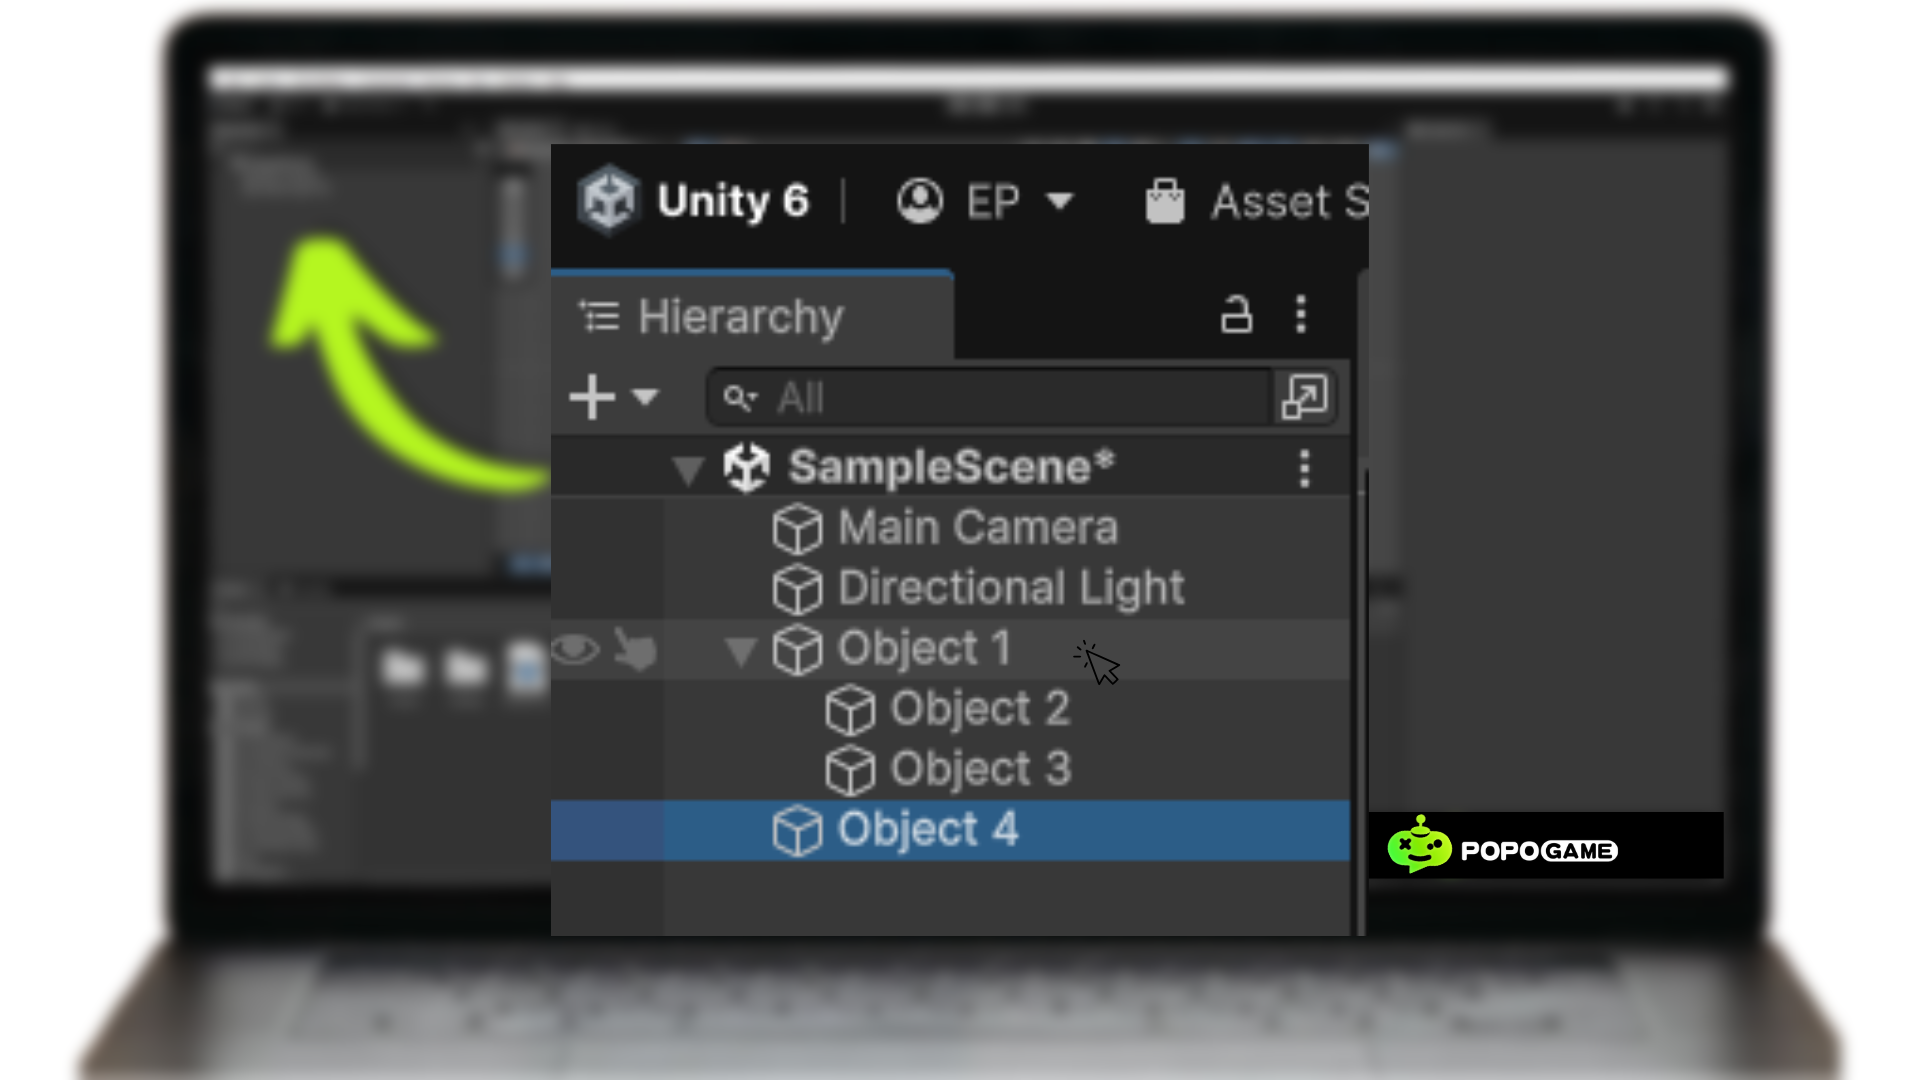 Unity 6 EP Asset S
Hierarchy
All
SampleScene*
Main Camera
Directional Light
Object 1
Object 2
Object 3
Object 4
POPOGAME